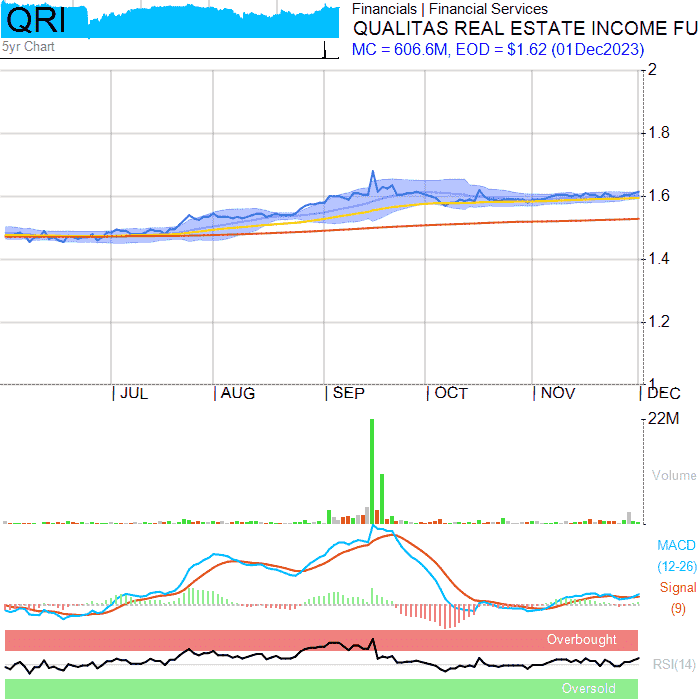 QRI
Financials | Financial Services
QUALITAS REAL ESTATE INCOME FU
5yr Chart
MC = 606.6M, EOD = $1.62 (01Dec2023)
2
1.8
1.6
1.4
1.2
1
JUL AUG SEP OCT NOV DEC
22M
Volume
MACD
(12-26)
Signal
(9)
Overbought
RSI(14)
Oversold